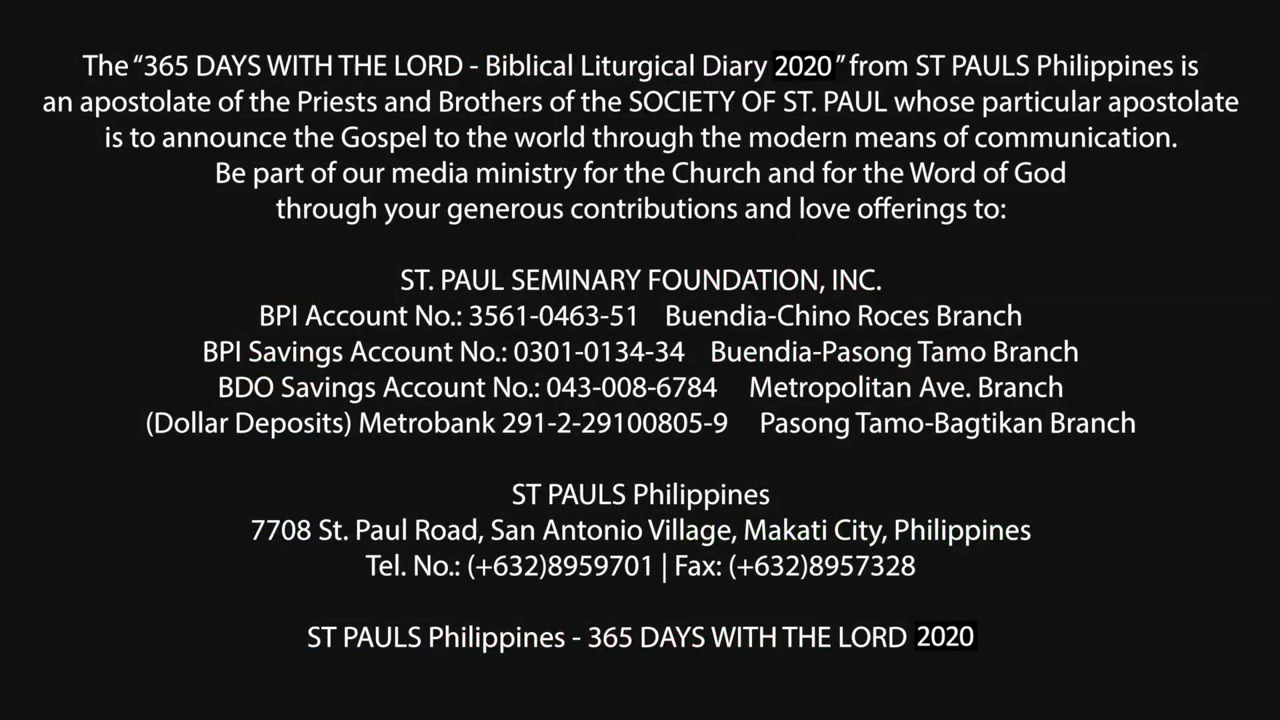 The “365 DAYS WITH THE LORD - Biblical Liturgical Diary 2020” from ST PAULS Philippines is
an apostolate of the Priests and Brothers of the SOCIETY OF ST. PAUL whose particular apostolate
is to announce the Gospel to the world through the modern means of communication.
Be part of our media ministry for the Church and for the Word of God
through your generous contributions and love offerings to:
ST. PAUL SEMINARY FOUNDATION, INC.
BPI Account No.: 3561-0463-51 Buendia-Chino Roces Branch
BPI Savings Account No.: 0301-0134-34 Buendia-Pasong Tamo Branch
BDO Savings Account No.: 043-008-6784 Metropolitan Ave. Branch
(Dollar Deposits) Metrobank 291-2-29100805-9 Pasong Tamo-Bagtikan Branch
ST PAULS Philippines
7708 St. Paul Road, San Antonio Village, Makati City, Philippines
Tel. No.: (+632)8959701 | Fax: (+632)8957328
ST PAULS Philippines - 365 DAYS WITH THE LORD 2020